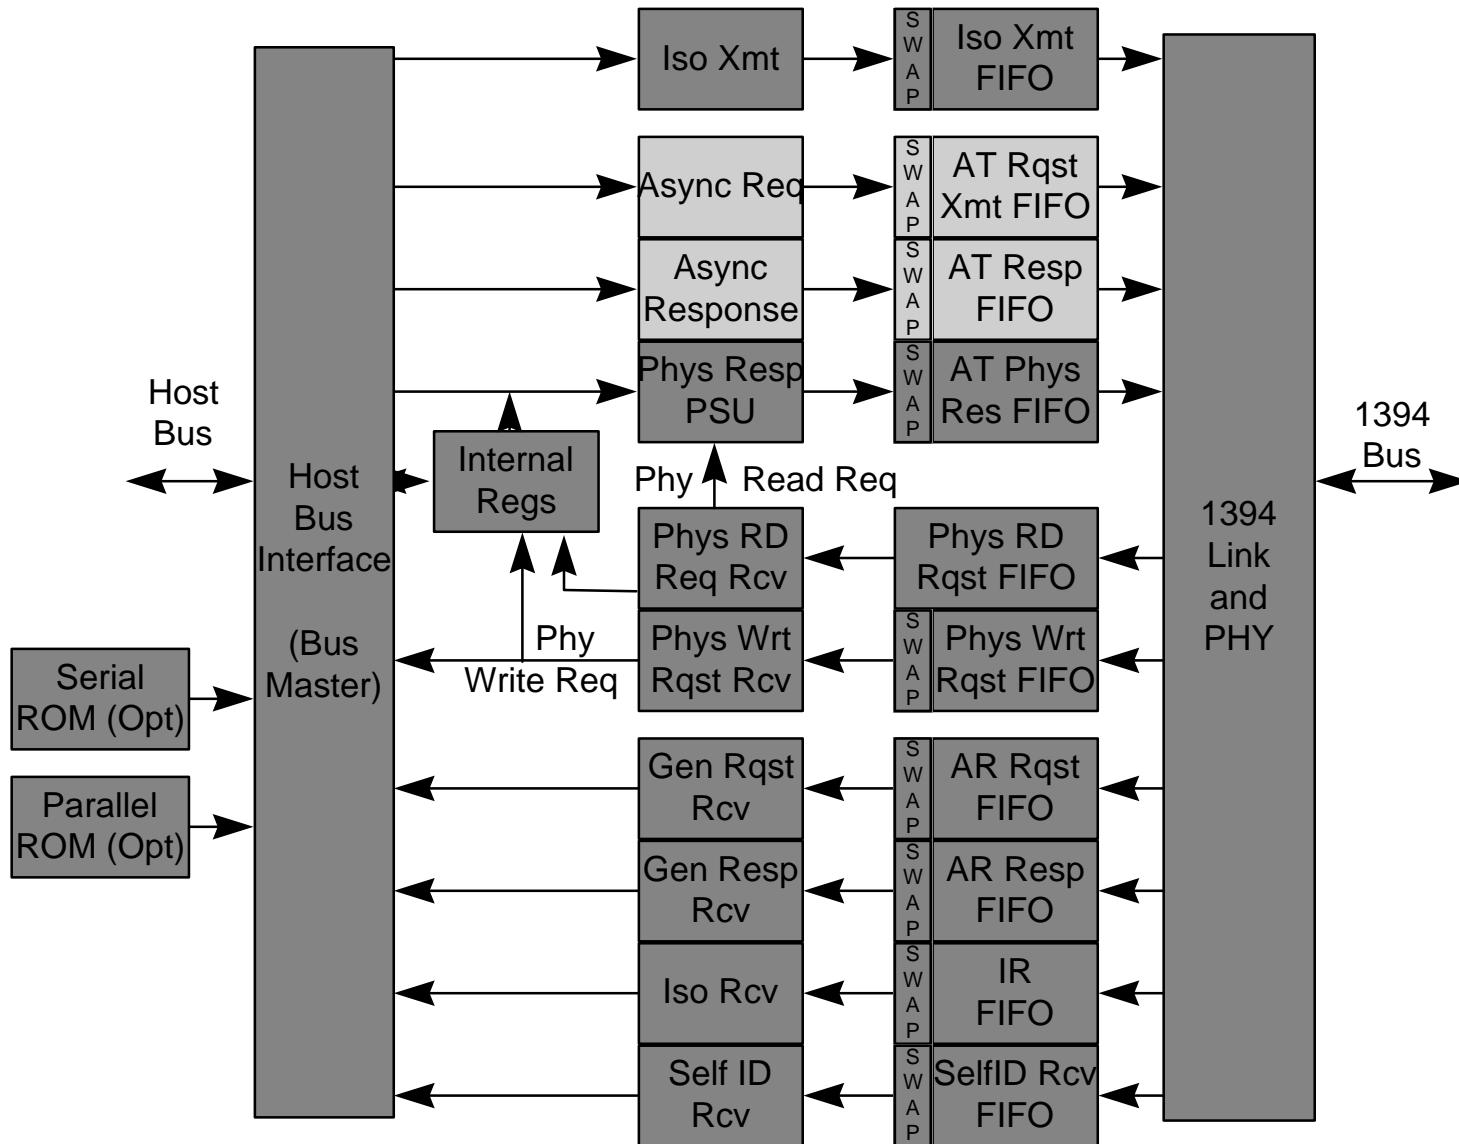 S
W
A
P
Iso Xmt
Iso Xmt
FIFO
S
W
A
P
Async Req
AT Rqst
Xmt FIFO
S
W
A
P
Async
Response
AT Resp
FIFO
S
W
A
P
Phys Resp
PSU
AT Phys
Res FIFO
Host
Bus
1394
Bus
Internal
Regs
Phy
Read Req
Host
Bus
Interface
(Bus
Master)
1394
Link
and
PHY
Phys RD
Req Rcv
Phys RD
Rqst FIFO
Phy
Write Req
Phys Wrt
Rqst Rcv
S
W
A
P
Phys Wrt
Rqst FIFO
Serial
ROM (Opt)
Parallel
ROM (Opt)
Gen Rqst
Rcv
S
W
A
P
AR Rqst
FIFO
Gen Resp
Rcv
S
W
A
P
AR Resp
FIFO
Iso Rcv
S
W
A
P
IR
FIFO
Self ID
Rcv
S
W
A
P
SelfID Rcv
FIFO